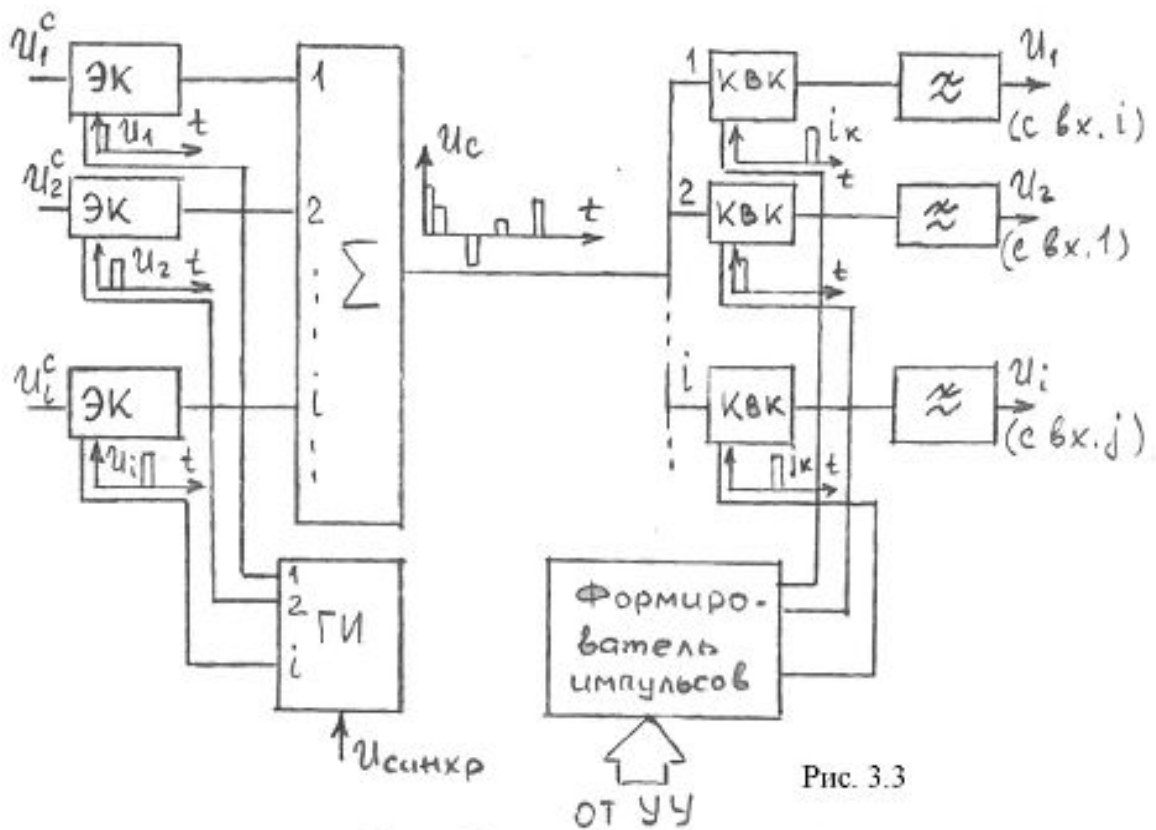 U₁ᶜ ЭК 1
U₁ t
U₂ᶜ ЭК 2
U₂ t
Uᵢᶜ ЭК i
Uᵢ t
Σ
Uc t
1 КВК ≈ U₁
(с вх. i)
iк t
2 КВК ≈ U₂
(с вх. 1)
t
i КВК ≈ Uᵢ
(с вх. j)
jк t
1
2 ГИ
i
Uсинхр
Формиро-
ватель
импульсов
от УУ
Рис. 3.3